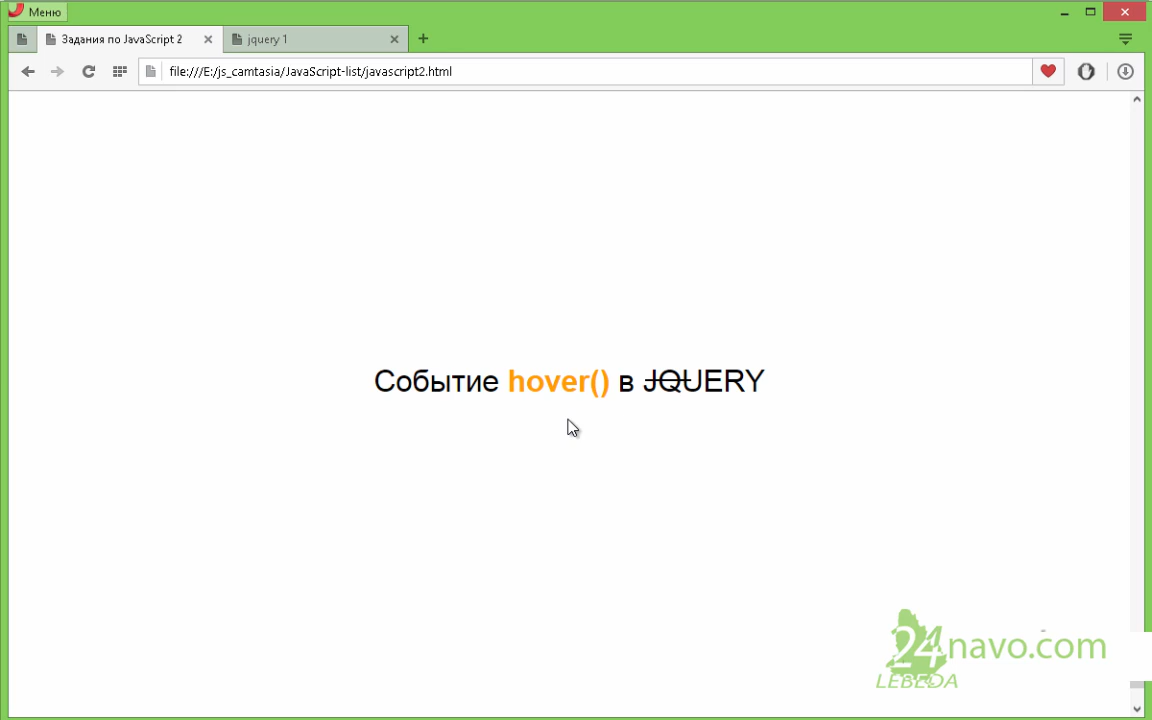 Меню
Задания по JavaScript 2
jquery 1
file:///E:/js_camtasia/JavaScript-list/javascript2.html
Событие hover() в JQUERY
24navo.com
LEBEDA